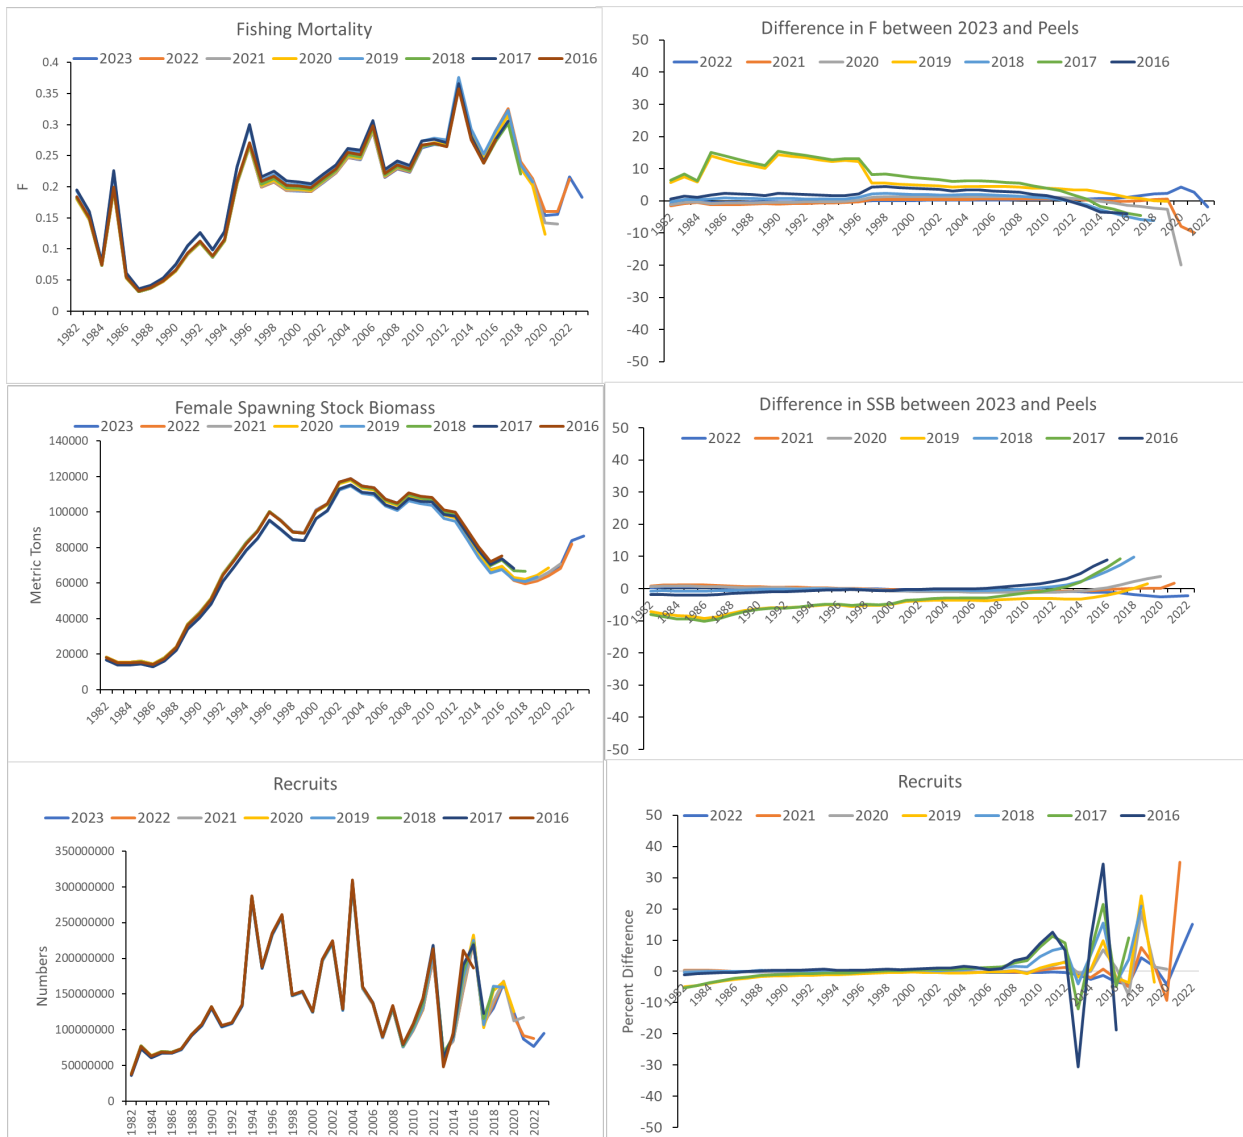 Fishing Mortality
2023 2022 2021 2020 2019 2018 2017 2016
F
0.4
0.35
0.3
0.25
0.2
0.15
0.1
0.05
0
1982 1984 1986 1988 1990 1992 1994 1996 1998 2000 2002 2004 2006 2008 2010 2012 2014 2016 2018 2020 2022
Difference in F between 2023 and Peels
2022 2021 2020 2019 2018 2017 2016
50
40
30
20
10
0
-10
-20
-30
-40
-50
1982 1984 1986 1988 1990 1992 1994 1996 1998 2000 2002 2004 2006 2008 2010 2012 2014 2016 2018 2020 2022
Female Spawning Stock Biomass
2023 2022 2021 2020 2019 2018 2017 2016
Metric Tons
140000
120000
100000
80000
60000
40000
20000
0
1982 1984 1986 1988 1990 1992 1994 1996 1998 2000 2002 2004 2006 2008 2010 2012 2014 2016 2018 2020 2022
Difference in SSB between 2023 and Peels
2022 2021 2020 2019 2018 2017 2016
50
40
30
20
10
0
-10
-20
-30
-40
-50
1982 1984 1986 1988 1990 1992 1994 1996 1998 2000 2002 2004 2006 2008 2010 2012 2014 2016 2018 2020 2022
Recruits
2023 2022 2021 2020 2019 2018 2017 2016
Numbers
350000000
300000000
250000000
200000000
150000000
100000000
50000000
0
1982 1984 1986 1988 1990 1992 1994 1996 1998 2000 2002 2004 2006 2008 2010 2012 2014 2016 2018 2020 2022
Recruits
2022 2021 2020 2019 2018 2017 2016
Percent Difference
50
40
30
20
10
0
-10
-20
-30
-40
-50
1982 1984 1986 1988 1990 1992 1994 1996 1998 2000 2002 2004 2006 2008 2010 2012 2014 2016 2018 2020 2022